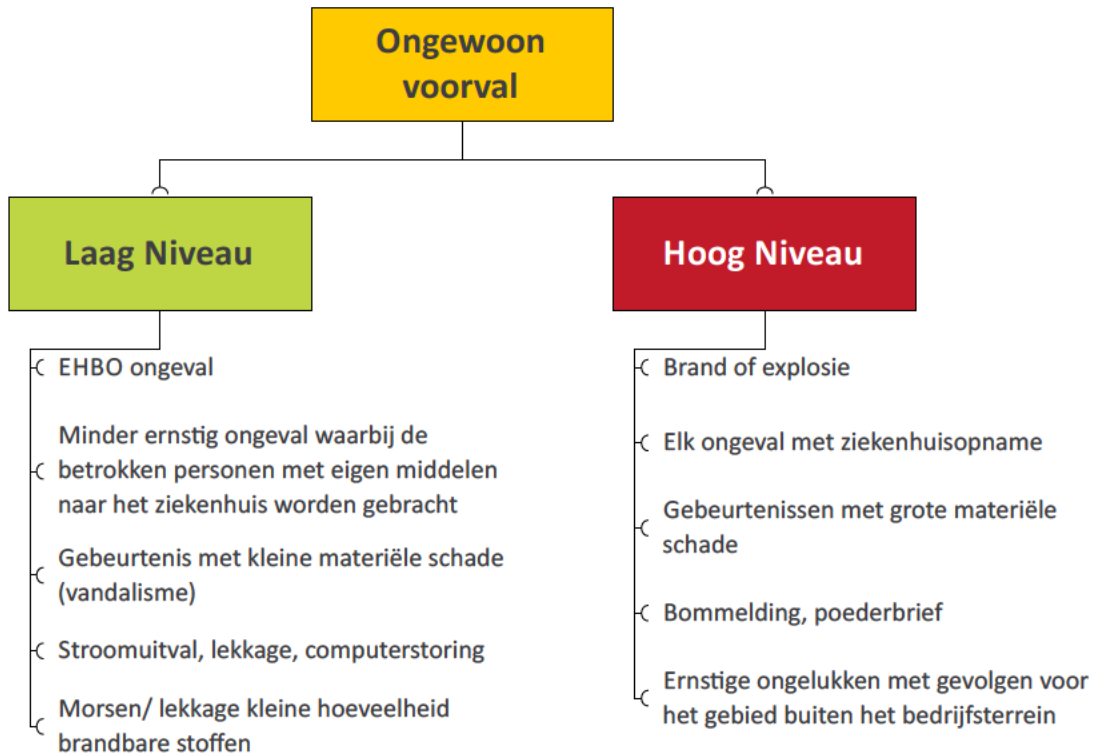 Ongewoon
voorval
Laag Niveau
Hoog Niveau
EHBO ongeval
Minder ernstig ongeval waarbij de
betrokken personen met eigen middelen
naar het ziekenhuis worden gebracht
Gebeurtenis met kleine materiële schade
(vandalisme)
Stroomuitval, lekkage, computerstoring
Morsen/ lekkage kleine hoeveelheid
brandbare stoffen
Brand of explosie
Elk ongeval met ziekenhuisopname
Gebeurtenissen met grote materiële
schade
Bommelding, poederbrief
Ernstige ongelukken met gevolgen voor
het gebied buiten het bedrijfsterrein